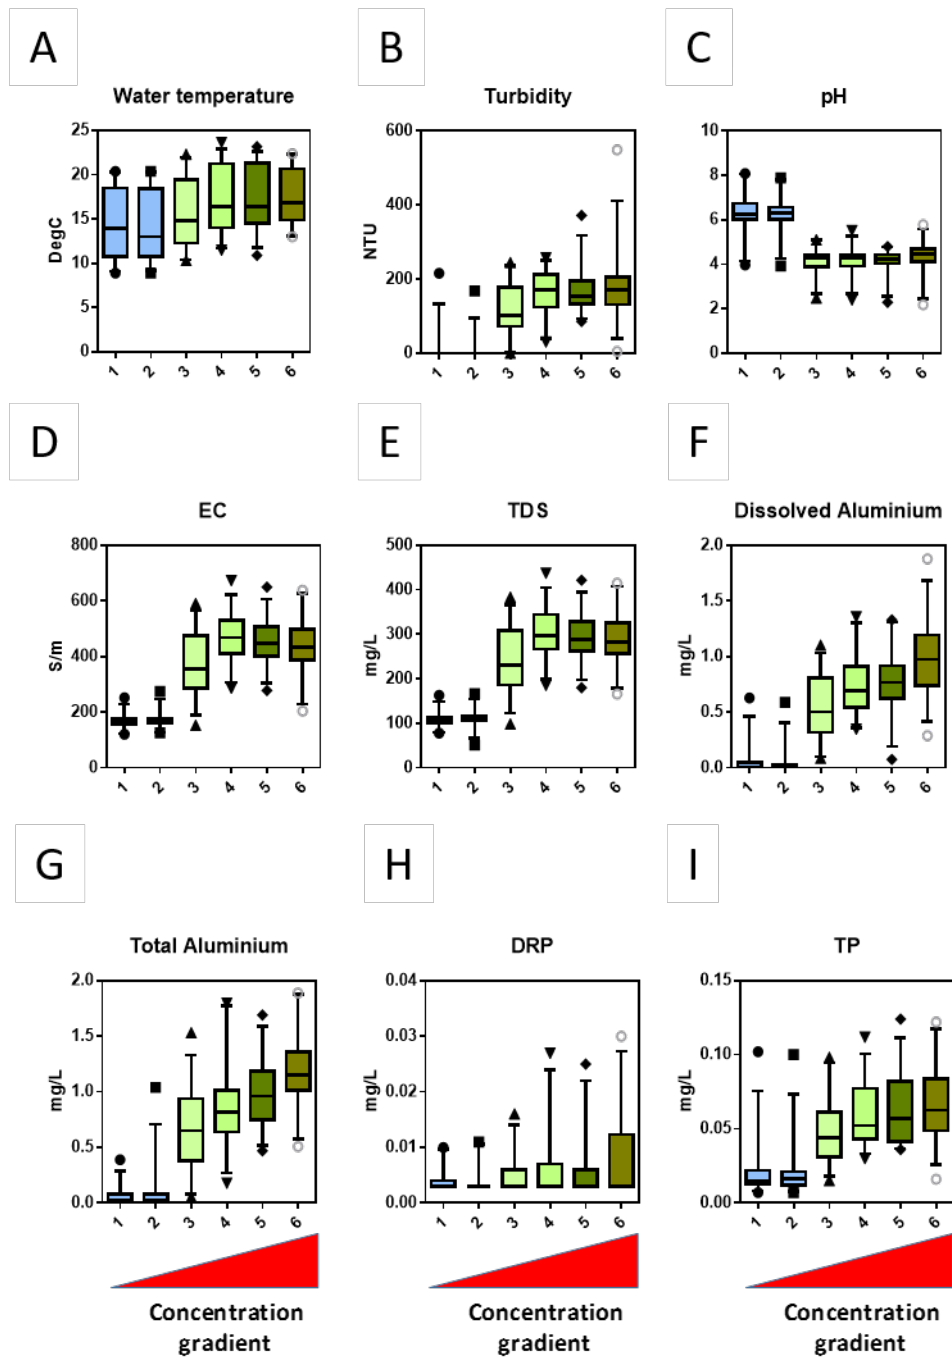 A B C
Water temperature Turbidity pH
25 600 10
20 8
DegC 15 NTU 400 6
10 200 4
5 2
0 0 0
1 2 3 4 5 6 1 2 3 4 5 6 1 2 3 4 5 6
D E F
EC TDS Dissolved Aluminium
800 500 2.0
600 400 1.5
S/m 400 mg/L 300 mg/L 1.0
200 200 0.5
100
0 0 0.0
1 2 3 4 5 6 1 2 3 4 5 6 1 2 3 4 5 6
G H I
Total Aluminium DRP TP
2.0 0.04 0.15
1.5 0.03 0.10
mg/L 1.0 mg/L 0.02 mg/L
0.5 0.01 0.05
0.0 0.00 0.00
1 2 3 4 5 6 1 2 3 4 5 6 1 2 3 4 5 6
Concentration Concentration Concentration
gradient gradient gradient